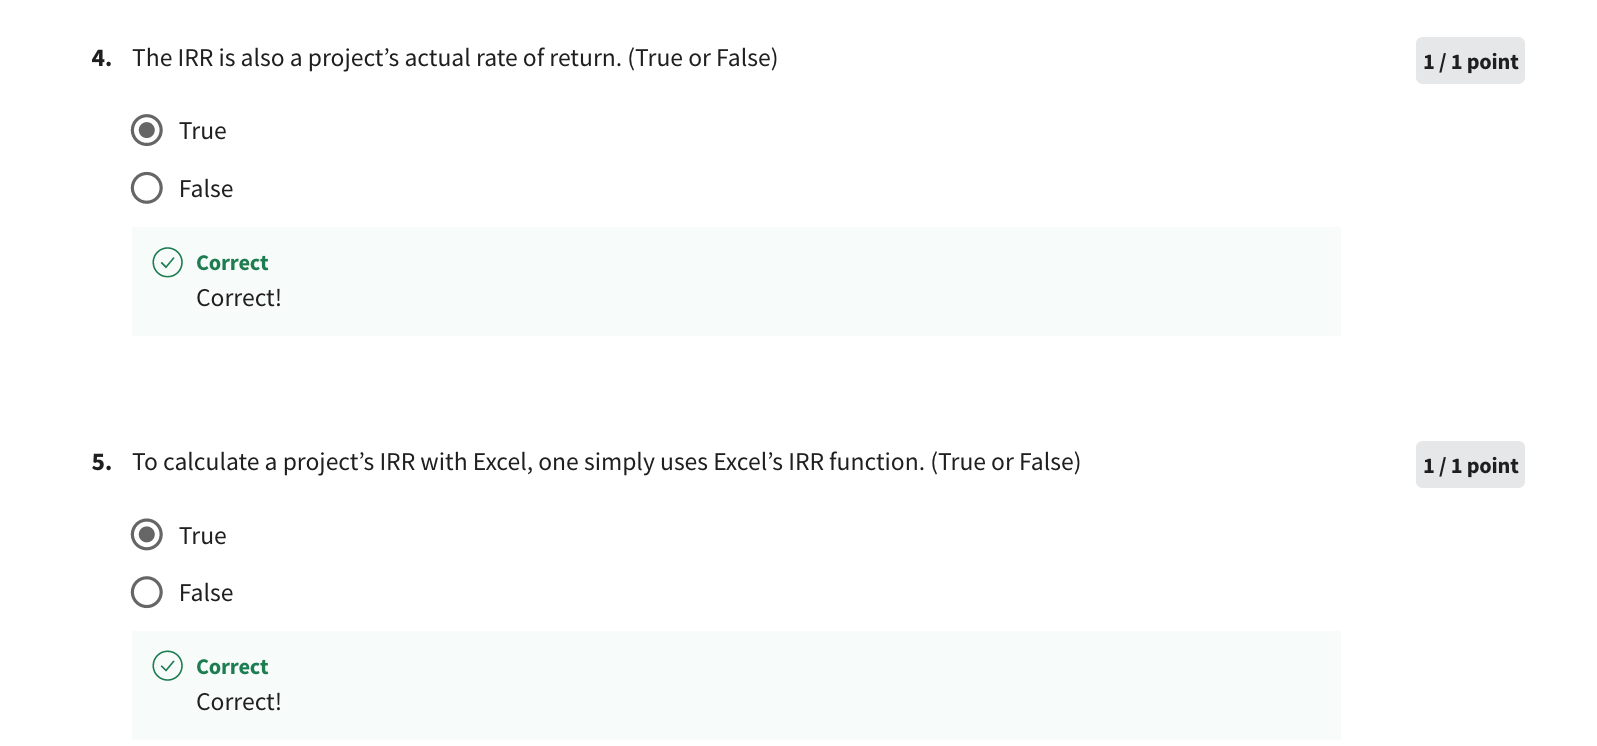 4. The IRR is also a project’s actual rate of return. (True or False)
1 / 1 point
True
False
Correct
Correct!
5. To calculate a project’s IRR with Excel, one simply uses Excel’s IRR function. (True or False)
1 / 1 point
True
False
Correct
Correct!